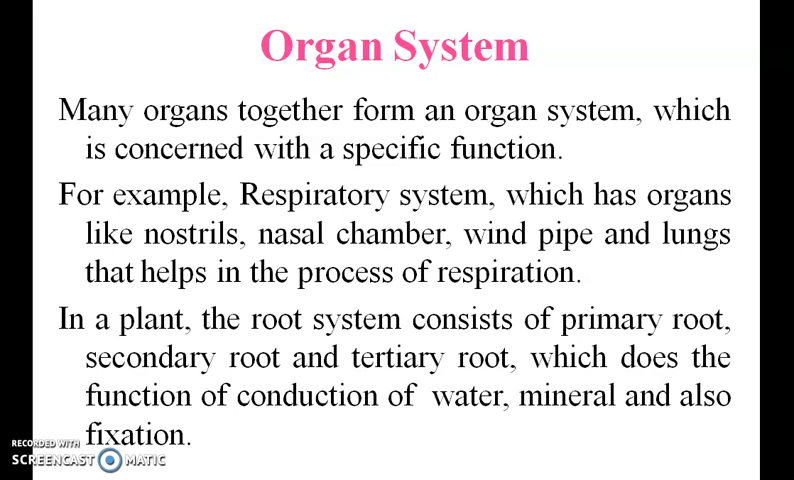 Organ System
Many organs together form an organ system, which
is concerned with a specific function.
For example, Respiratory system, which has organs
like nostrils, nasal chamber, wind pipe and lungs
that helps in the process of respiration.
In a plant, the root system consists of primary root,
secondary root and tertiary root, which does the
function of conduction of water, mineral and also
fixation.
RECORDED WITH
SCREENCAST MATIC